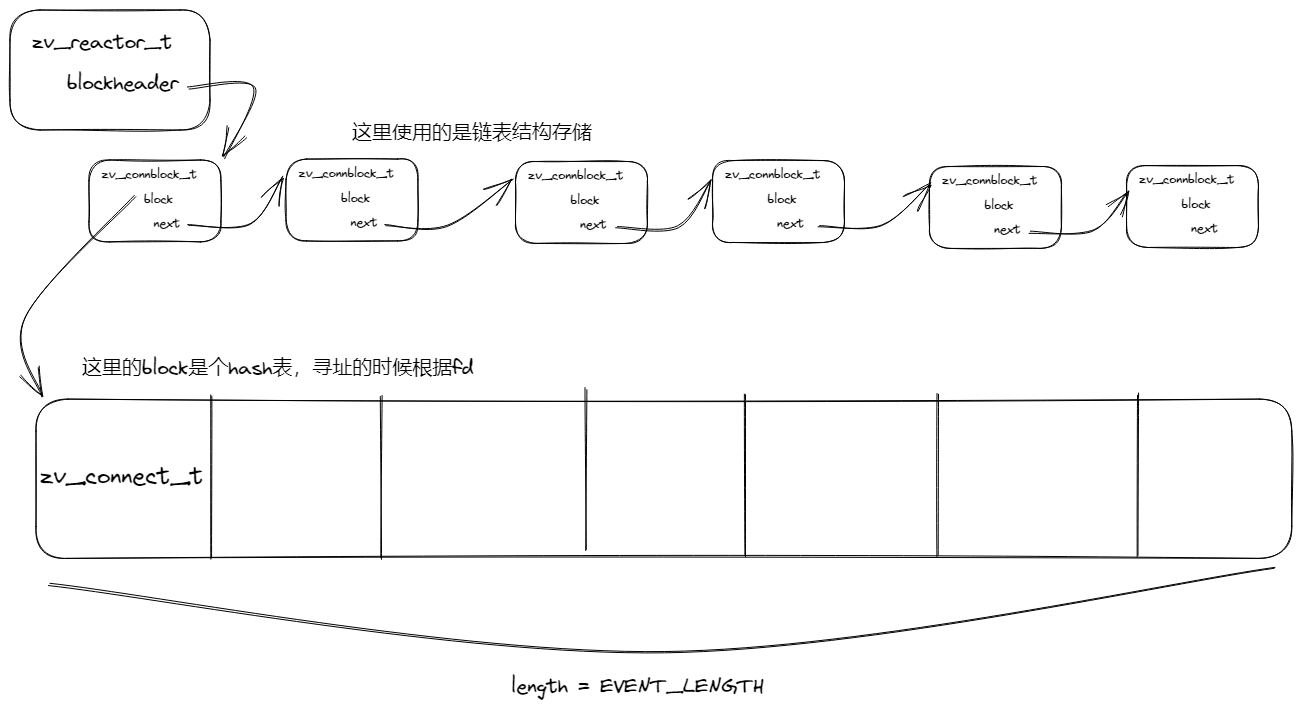 zv_reactor_t
blockheader
这里使用的是链表结构存储
zv_connblock_t
block
next
zv_connblock_t
block
next
zv_connblock_t
block
next
zv_connblock_t
block
next
zv_connblock_t
block
next
zv_connblock_t
block
next
这里的block是个hash表，寻址的时候根据fd
zv_connect_t
length = EVENT_LENGTH